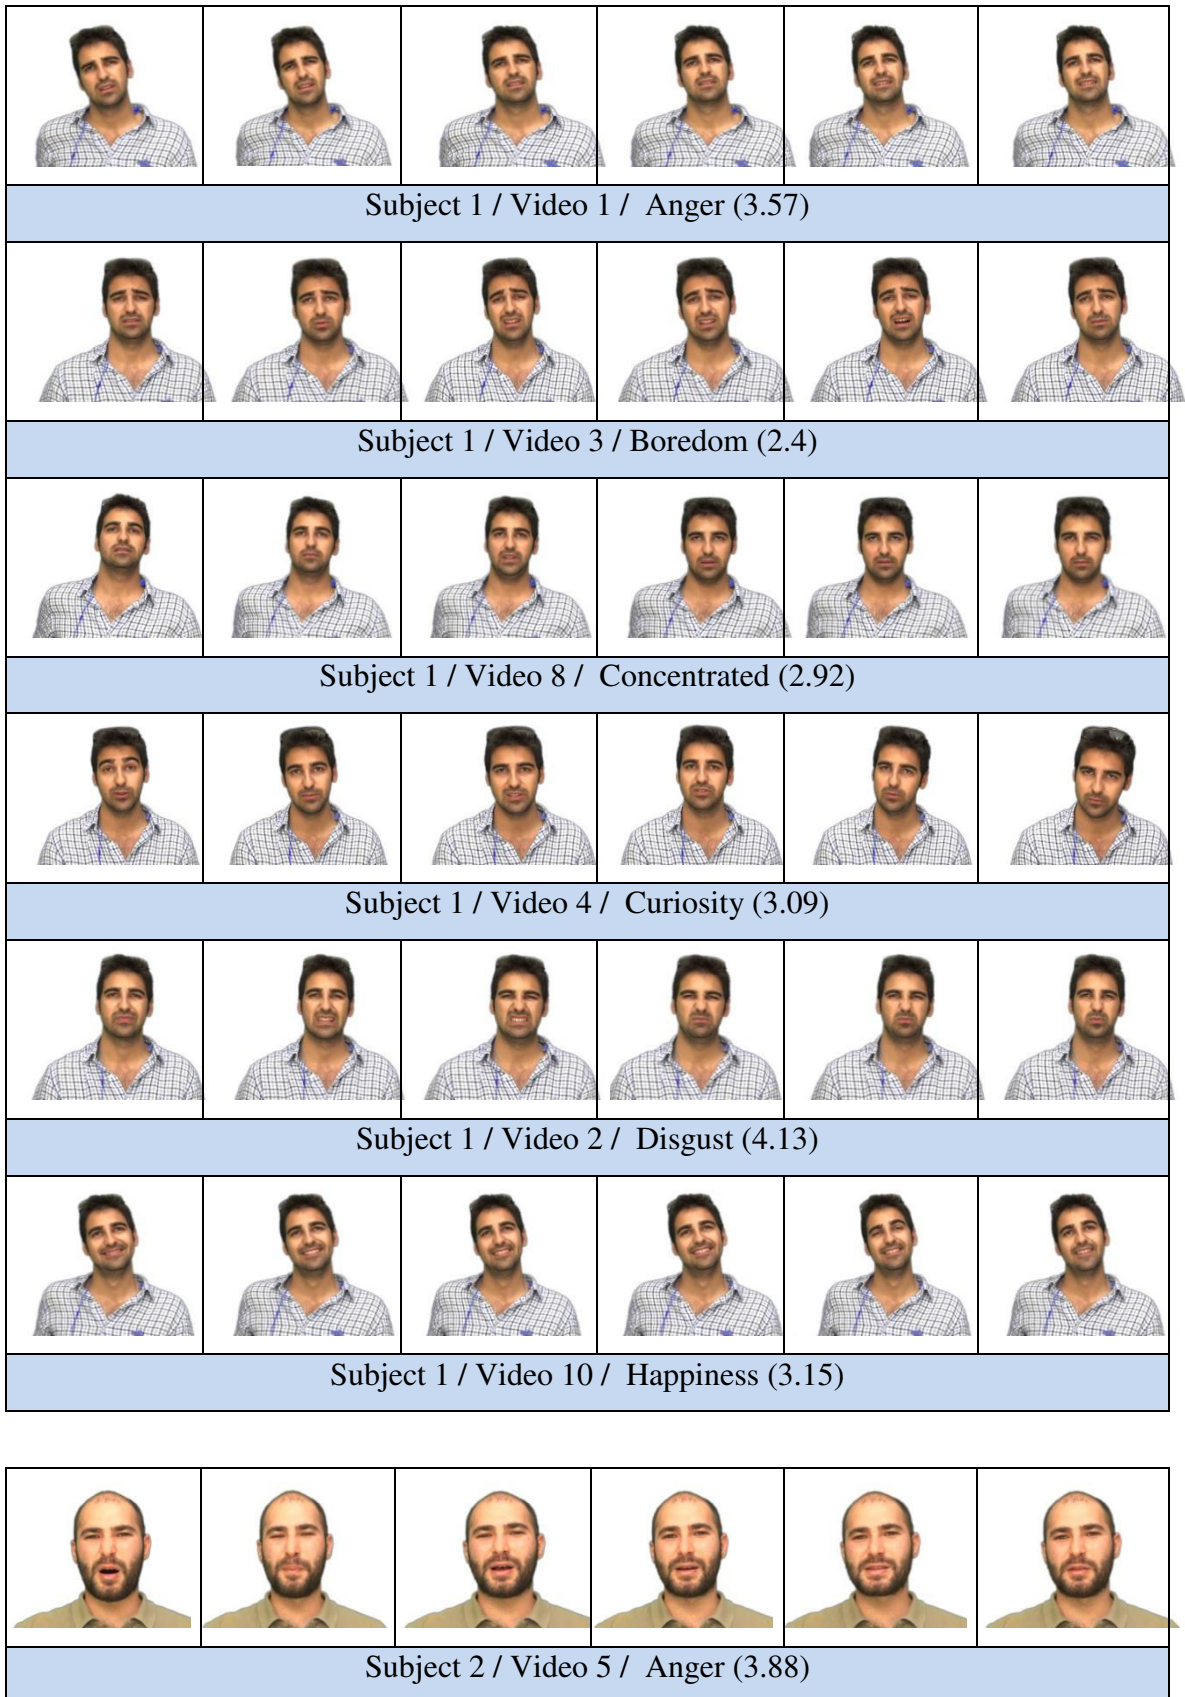 Subject 1 / Video 1 / Anger (3.57)
Subject 1 / Video 3 / Boredom (2.4)
Subject 1 / Video 8 / Concentrated (2.92)
Subject 1 / Video 4 / Curiosity (3.09)
Subject 1 / Video 2 / Disgust (4.13)
Subject 1 / Video 10 / Happiness (3.15)
Subject 2 / Video 5 / Anger (3.88)